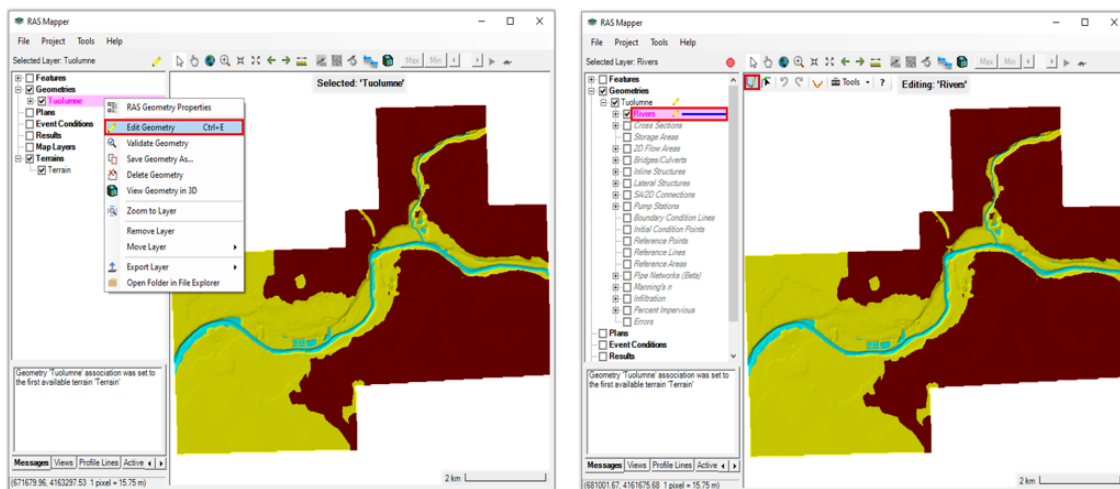 RAS Mapper
File Project Tools Help
Selected Layer: Tuolumne
Max Min
Selected: 'Tuolumne'
Features
Geometries
Tuolumne
Plans
Event Conditions
Results
Map Layers
Terrains
Terrain
RAS Geometry Properties
Edit Geometry Ctrl+E
Validate Geometry
Save Geometry As...
Delete Geometry
View Geometry in 3D
Zoom to Layer
Remove Layer
Move Layer
Export Layer
Open Folder in File Explorer
Geometry 'Tuolumne' association was set to
the first available terrain 'Terrain'
Messages Views Profile Lines Active
2 km
(671679.96, 4163297.53 1 pixel = 15.75 m)
RAS Mapper
File Project Tools Help
Selected Layer: Rivers
Max Min
Tools ?
Editing: 'Rivers'
Features
Geometries
Tuolumne
Rivers
Cross Sections
Storage Areas
2D Flow Areas
Bridges/Culverts
Inline Structures
Lateral Structures
SA/2D Connections
Pump Stations
Boundary Condition Lines
Initial Condition Points
Reference Points
Reference Lines
Reference Areas
Pipe Networks (Beta)
Manning's n
Infiltration
Percent Impervious
Errors
Plans
Event Conditions
Results
Geometry 'Tuolumne' association was set to
the first available terrain 'Terrain'
Messages Views Profile Lines Active
2 km
(681001.67, 4161675.68 1 pixel = 15.75 m)